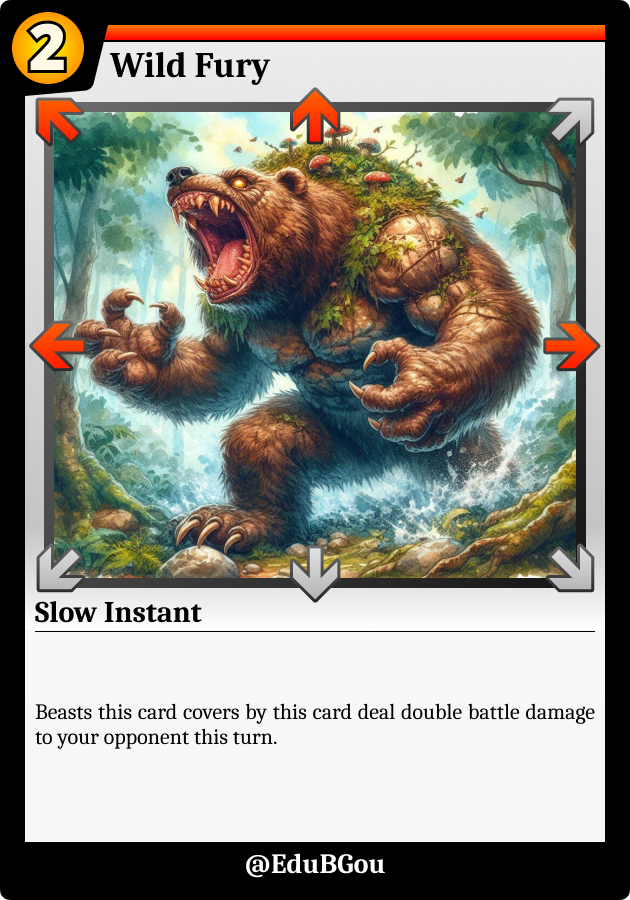 2
Wild Fury
Slow Instant
Beasts this card covers by this card deal double battle damage
to your opponent this turn.
@EduBGou